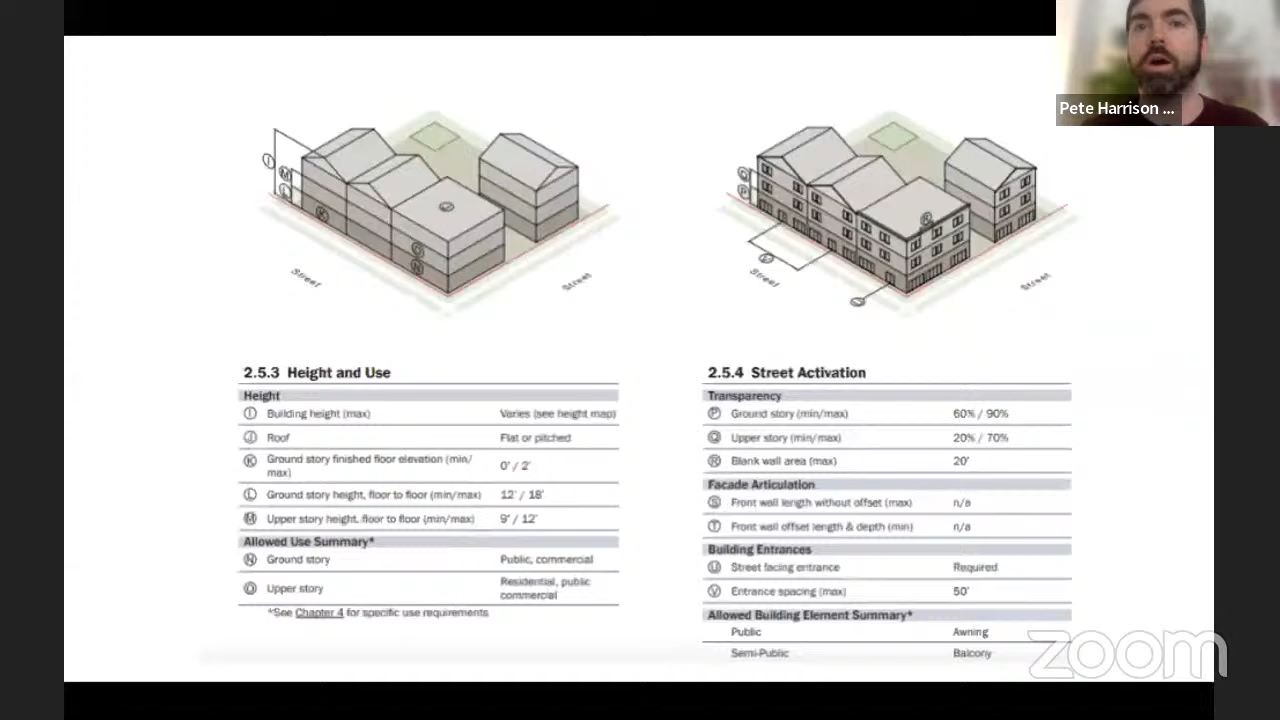 Pete Harrison ...
Street
Street
Street
Street
2.5.3 Height and Use
Height
I Building height (max) Varies (see height map)
J Roof Flat or pitched
K Ground story finished floor elevation (min/
max) 0' / 2'
L Ground story height, floor to floor (min/max) 12' / 18'
M Upper story height, floor to floor (min/max) 9' / 12'
Allowed Use Summary*
N Ground story Public, commercial
O Upper story Residential, public
commercial
*See Chapter 4 for specific use requirements
2.5.4 Street Activation
Transparency
P Ground story (min/max) 60% / 90%
Q Upper story (min/max) 20% / 70%
R Blank wall area (max) 20'
Facade Articulation
S Front wall length without offset (max) n/a
T Front wall offset length & depth (min) n/a
Building Entrances
U Street facing entrance Required
V Entrance spacing (max) 50'
Allowed Building Element Summary*
Public Awning
Semi-Public Balcony
zoom